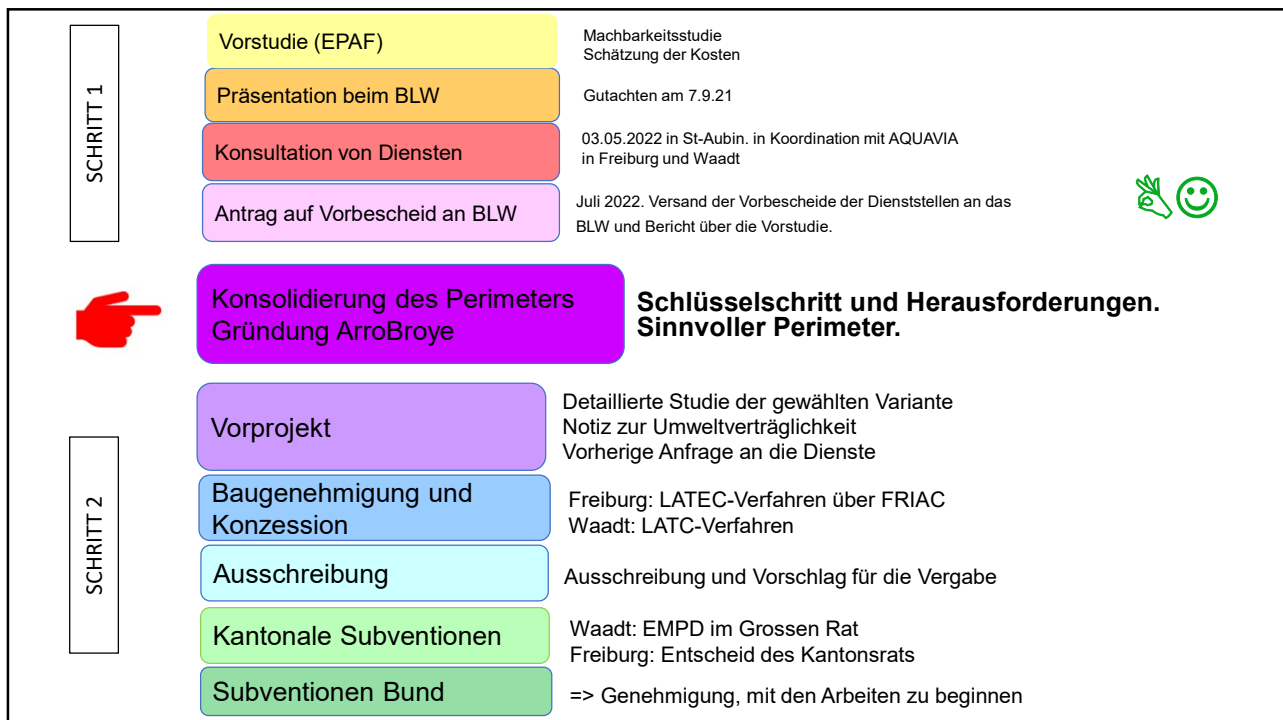 SCHRITT 1
Vorstudie (EPAF)
Machbarkeitsstudie
Schätzung der Kosten
Präsentation beim BLW
Gutachten am 7.9.21
Konsultation von Diensten
03.05.2022 in St-Aubin. in Koordination mit AQUAVIA
in Freiburg und Waadt
Antrag auf Vorbescheid an BLW
Juli 2022. Versand der Vorbescheide der Dienststellen an das
BLW und Bericht über die Vorstudie.
Konsolidierung des Perimeters
Gründung ArroBroye
Schlüsselschritt und Herausforderungen.
Sinnvoller Perimeter.
SCHRITT 2
Vorprojekt
Detaillierte Studie der gewählten Variante
Notiz zur Umweltverträglichkeit
Vorherige Anfrage an die Dienste
Baugenehmigung und
Konzession
Freiburg: LATEC-Verfahren über FRIAC
Waadt: LATC-Verfahren
Ausschreibung
Ausschreibung und Vorschlag für die Vergabe
Kantonale Subventionen
Waadt: EMPD im Grossen Rat
Freiburg: Entscheid des Kantonsrats
Subventionen Bund
=> Genehmigung, mit den Arbeiten zu beginnen